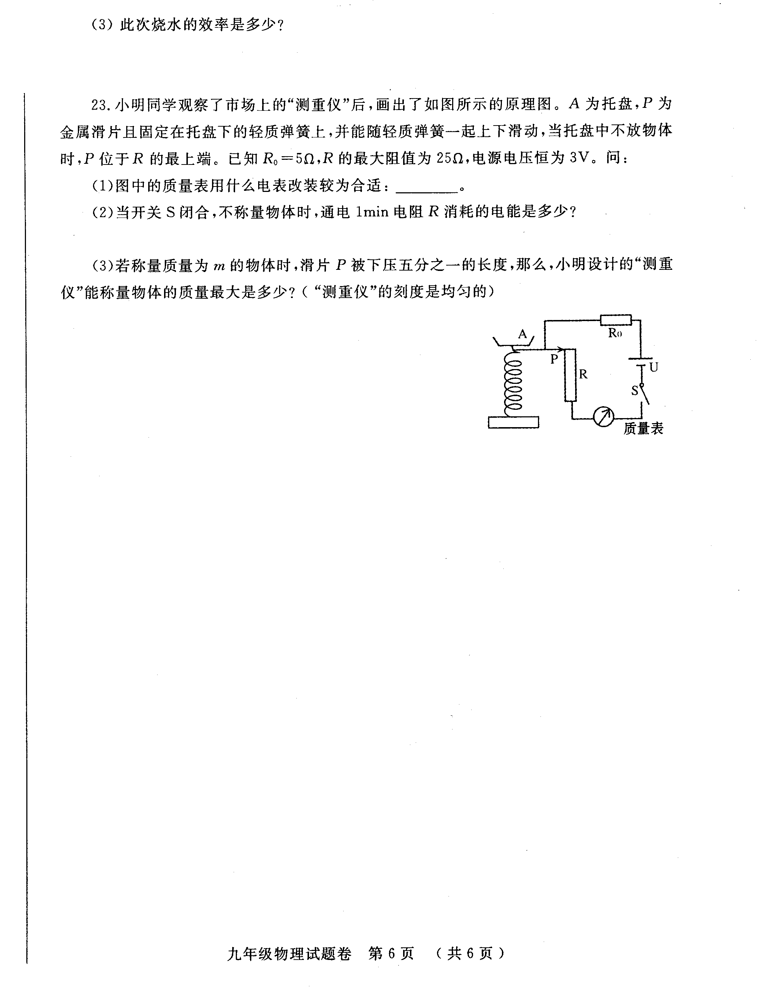 (3) 此次烧水的效率是多少?
23. 小明同学观察了市场上的“测重仪”后,画出了如图所示的原理图。A 为托盘,P 为
金属滑片且固定在托盘下的轻质弹簧上,并能随轻质弹簧一起上下滑动,当托盘中不放物体
时,P 位于 R 的最上端。已知 R₀=5Ω,R 的最大阻值为 25Ω,电源电压恒为 3V。问:
(1)图中的质量表用什么电表改装较为合适:________。
(2)当开关 S 闭合,不称量物体时,通电 1min 电阻 R 消耗的电能是多少?
(3)若称量质量为 m 的物体时,滑片 P 被下压五分之一的长度,那么,小明设计的“测重
仪”能称量物体的质量最大是多少?(“测重仪”的刻度是均匀的)
R₀
A
P
R
U
S
质量表
九年级物理试题卷 第 6 页 (共 6 页)